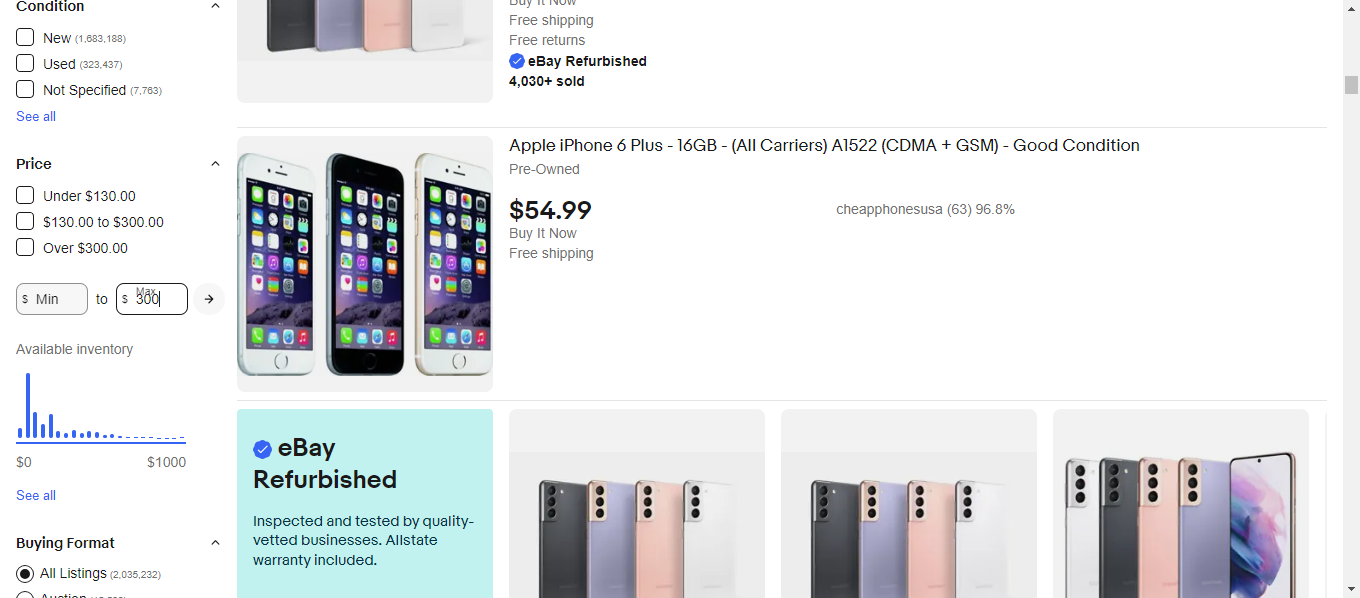 Condition
New (1,683,188)
Used (323,437)
Not Specified (7,763)
See all
Price
Under $130.00
$130.00 to $300.00
Over $300.00
$ Min to $ Max 300
Available inventory
$0 $1000
See all
Buying Format
All Listings (2,035,232)
Auction
Buy It Now
Free shipping
Free returns
eBay Refurbished
4,030+ sold
Apple iPhone 6 Plus - 16GB - (All Carriers) A1522 (CDMA + GSM) - Good Condition
Pre-Owned
$54.99
cheapphonesusa (63) 96.8%
Buy It Now
Free shipping
eBay
Refurbished
Inspected and tested by quality-
vetted businesses. Allstate
warranty included.